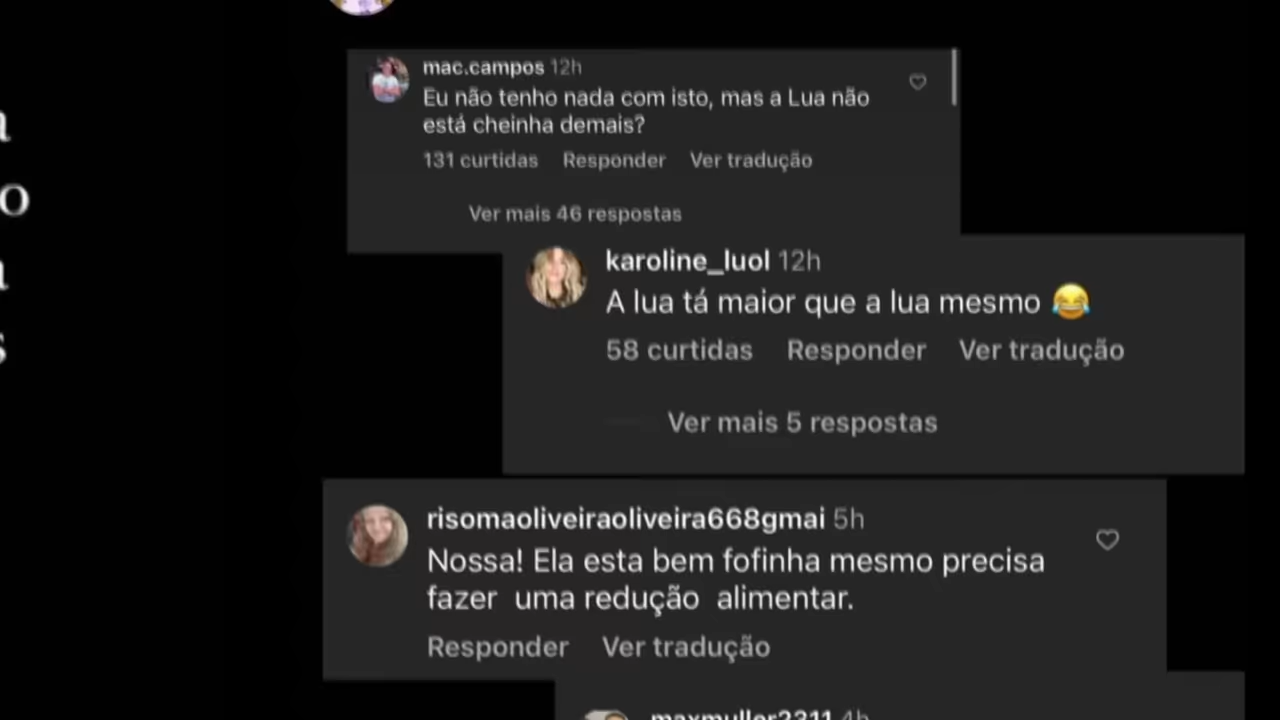 o
mac.campos 12h
Eu não tenho nada com isto, mas a Lua não
está cheinha demais?
131 curtidas Responder Ver tradução
Ver mais 46 respostas
karoline_luol 12h
A lua tá maior que a lua mesmo 😂
58 curtidas Responder Ver tradução
Ver mais 5 respostas
risomaoliveiraoliveira668gmai 5h
Nossa! Ela esta bem fofinha mesmo precisa
fazer uma redução alimentar.
Responder Ver tradução
maxmuller2311 4h